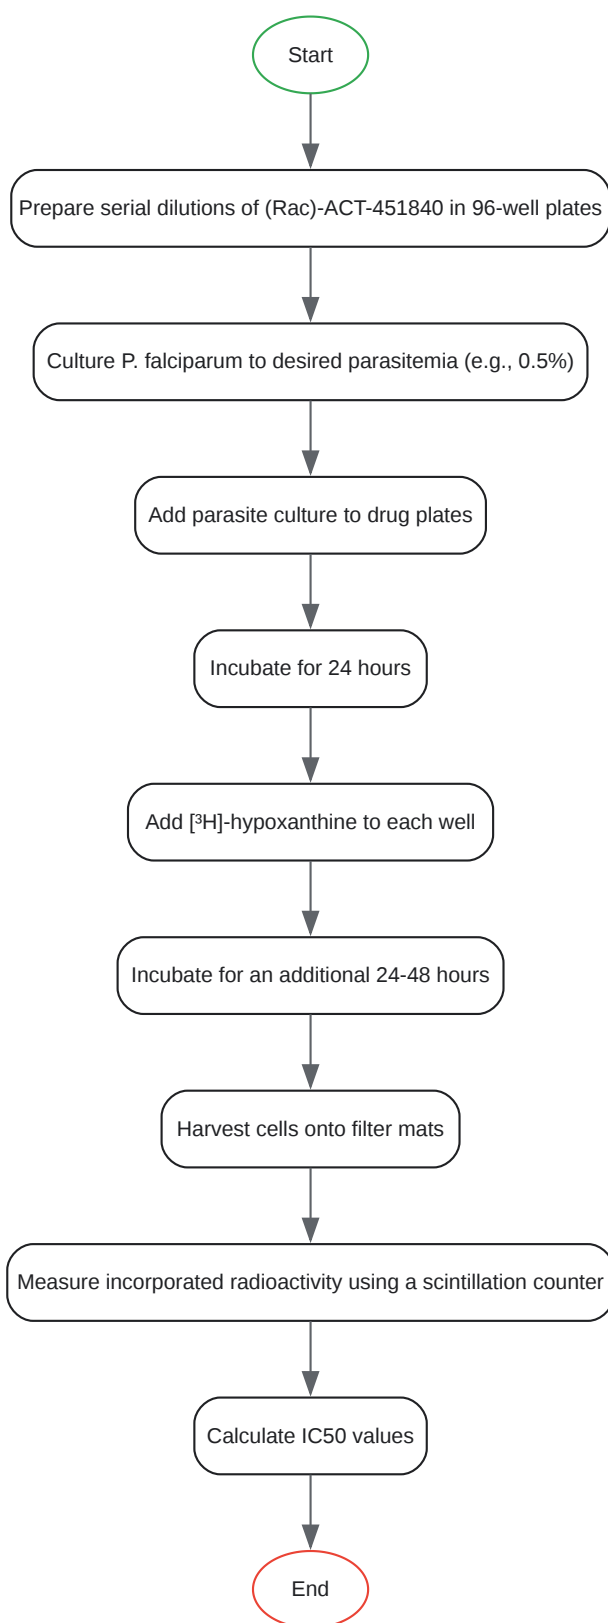 Start
Prepare serial dilutions of (Rac)-ACT-451840 in 96-well plates
Culture P. falciparum to desired parasitemia (e.g., 0.5%)
Add parasite culture to drug plates
Incubate for 24 hours
Add [³H]-hypoxanthine to each well
Incubate for an additional 24-48 hours
Harvest cells onto filter mats
Measure incorporated radioactivity using a scintillation counter
Calculate IC50 values
End